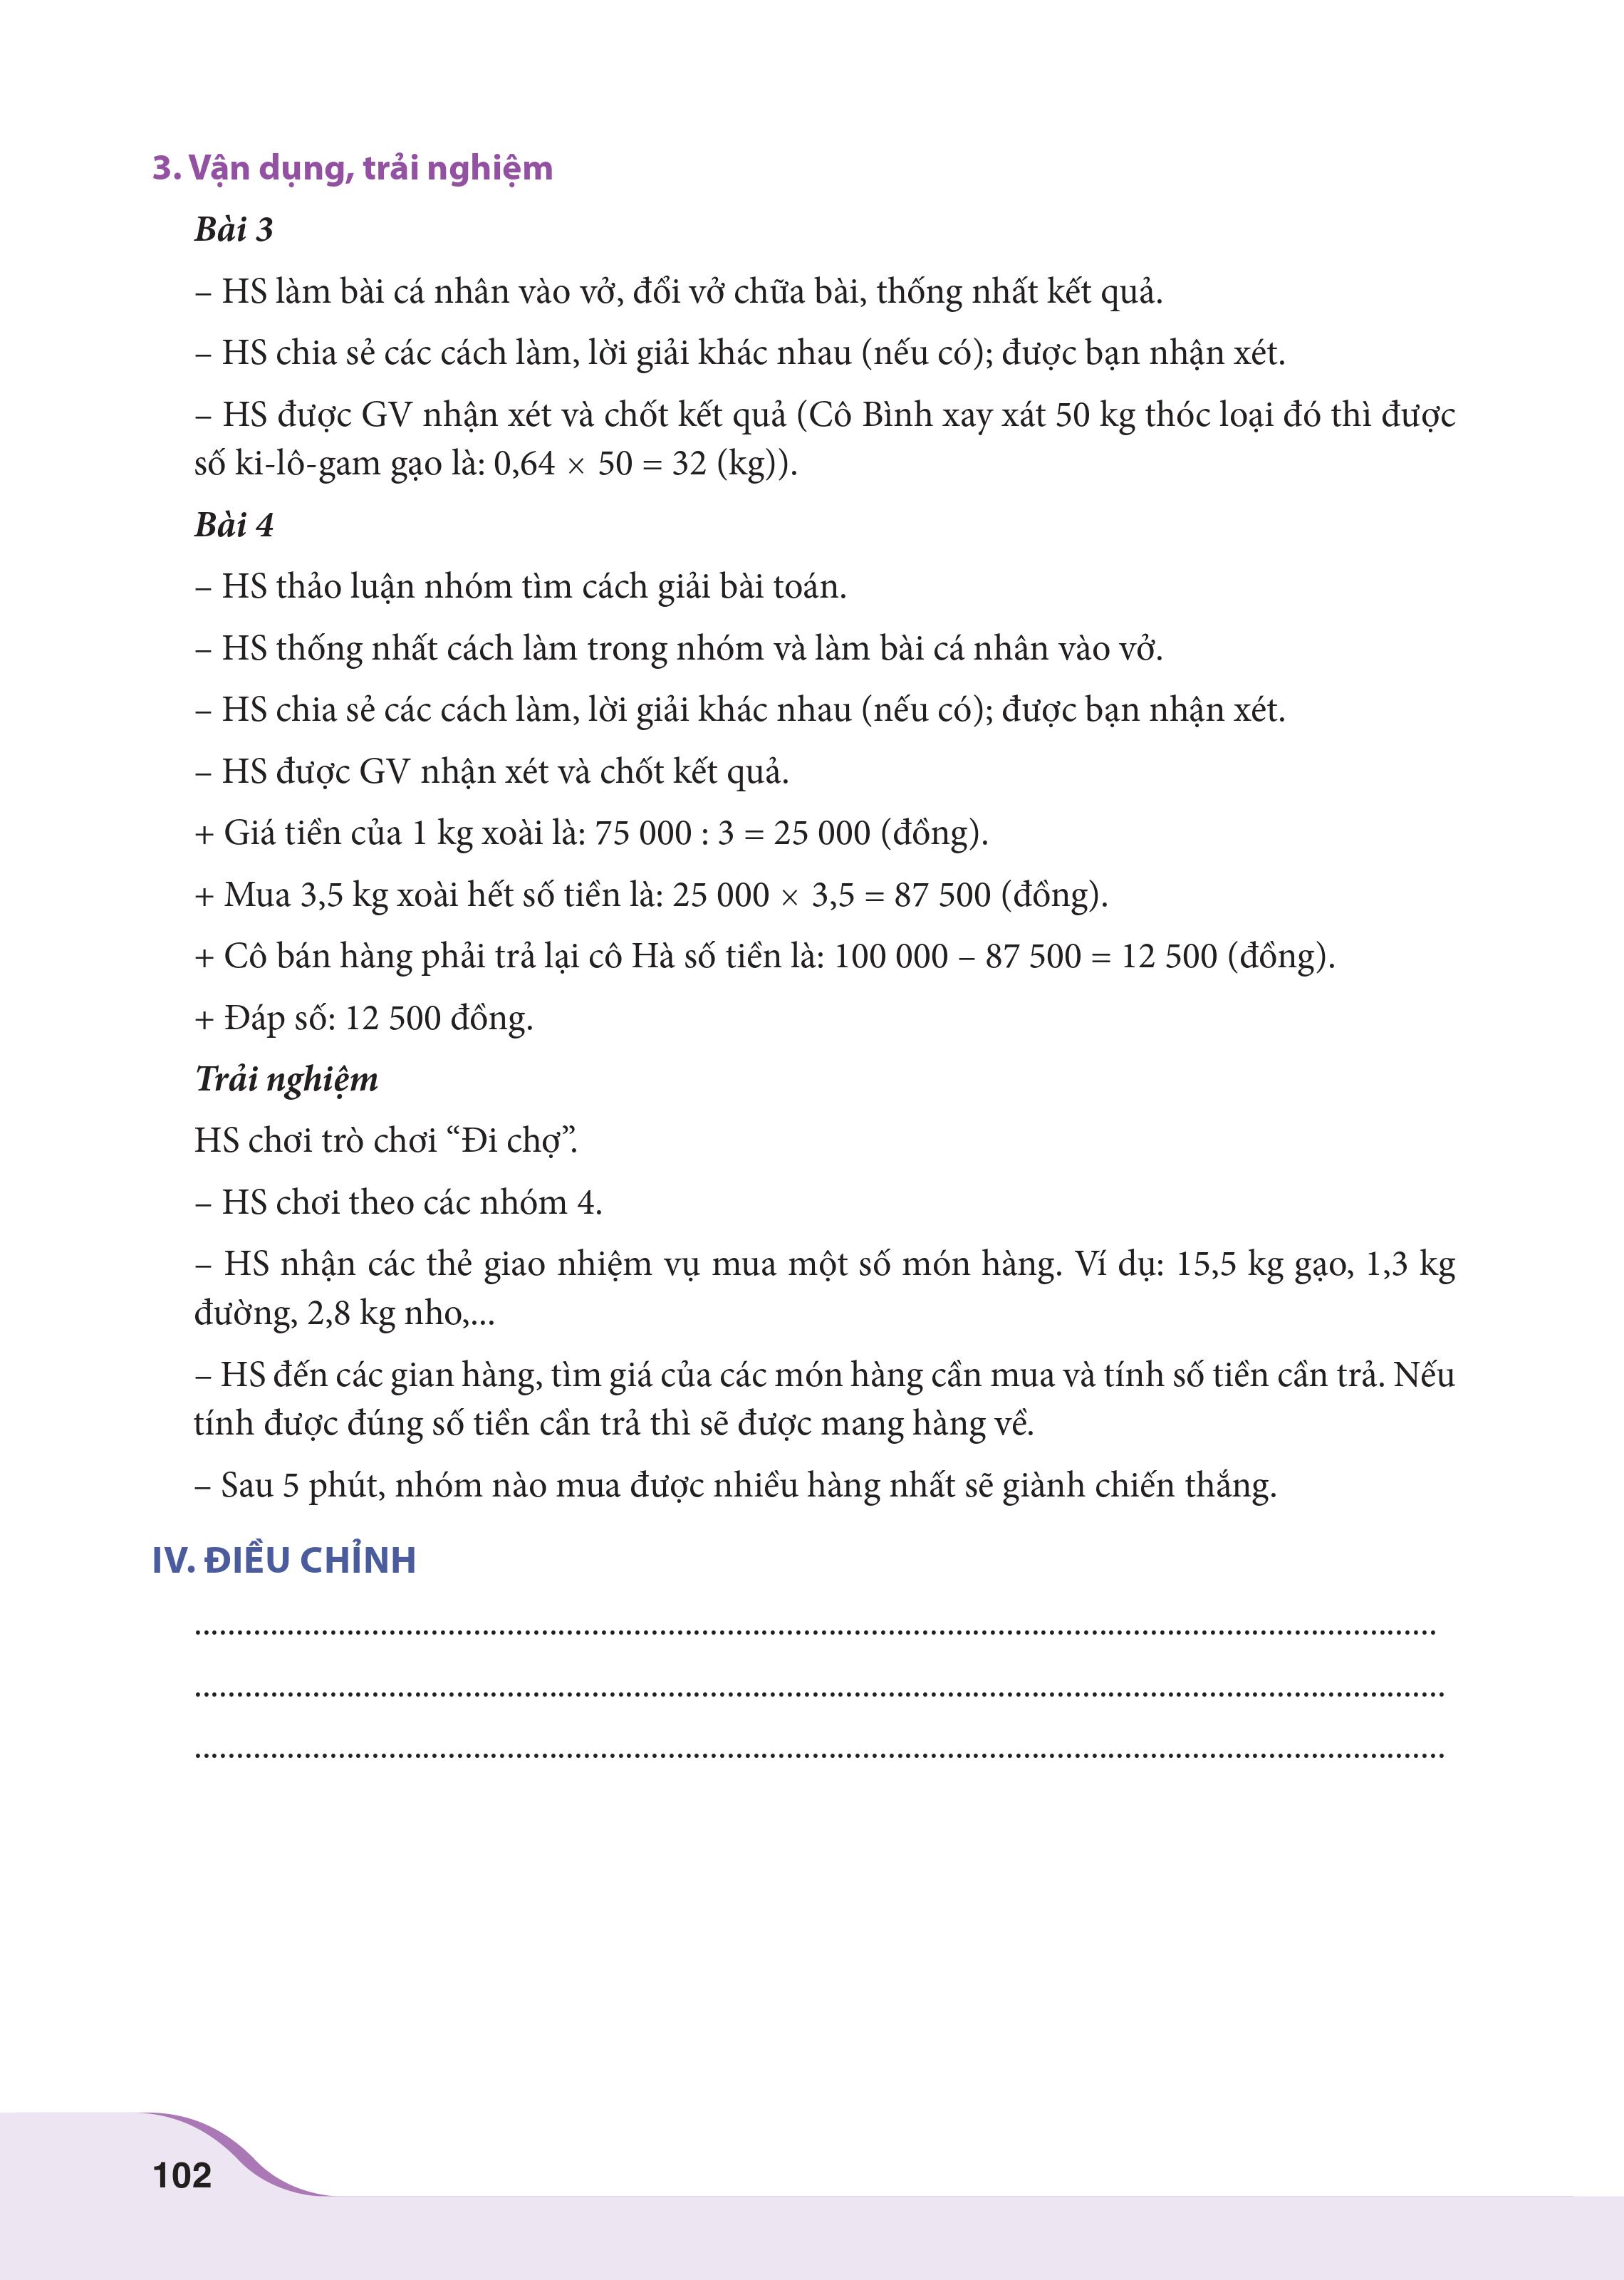 3. Vận dụng, trải nghiệm
Bài 3
– HS làm bài cá nhân vào vở, đổi vở chữa bài, thống nhất kết quả.
– HS chia sẻ các cách làm, lời giải khác nhau (nếu có); được bạn nhận xét.
– HS được GV nhận xét và chốt kết quả (Cô Bình xay xát 50 kg thóc loại đó thì được
số ki-lô-gam gạo là: 0,64 × 50 = 32 (kg)).
Bài 4
– HS thảo luận nhóm tìm cách giải bài toán.
– HS thống nhất cách làm trong nhóm và làm bài cá nhân vào vở.
– HS chia sẻ các cách làm, lời giải khác nhau (nếu có); được bạn nhận xét.
– HS được GV nhận xét và chốt kết quả.
+ Giá tiền của 1 kg xoài là: 75 000 : 3 = 25 000 (đồng).
+ Mua 3,5 kg xoài hết số tiền là: 25 000 × 3,5 = 87 500 (đồng).
+ Cô bán hàng phải trả lại cô Hà số tiền là: 100 000 – 87 500 = 12 500 (đồng).
+ Đáp số: 12 500 đồng.
Trải nghiệm
HS chơi trò chơi “Đi chợ”.
– HS chơi theo các nhóm 4.
– HS nhận các thẻ giao nhiệm vụ mua một số món hàng. Ví dụ: 15,5 kg gạo, 1,3 kg
đường, 2,8 kg nho,...
– HS đến các gian hàng, tìm giá của các món hàng cần mua và tính số tiền cần trả. Nếu
tính được đúng số tiền cần trả thì sẽ được mang hàng về.
– Sau 5 phút, nhóm nào mua được nhiều hàng nhất sẽ giành chiến thắng.
IV. ĐIỀU CHỈNH
102